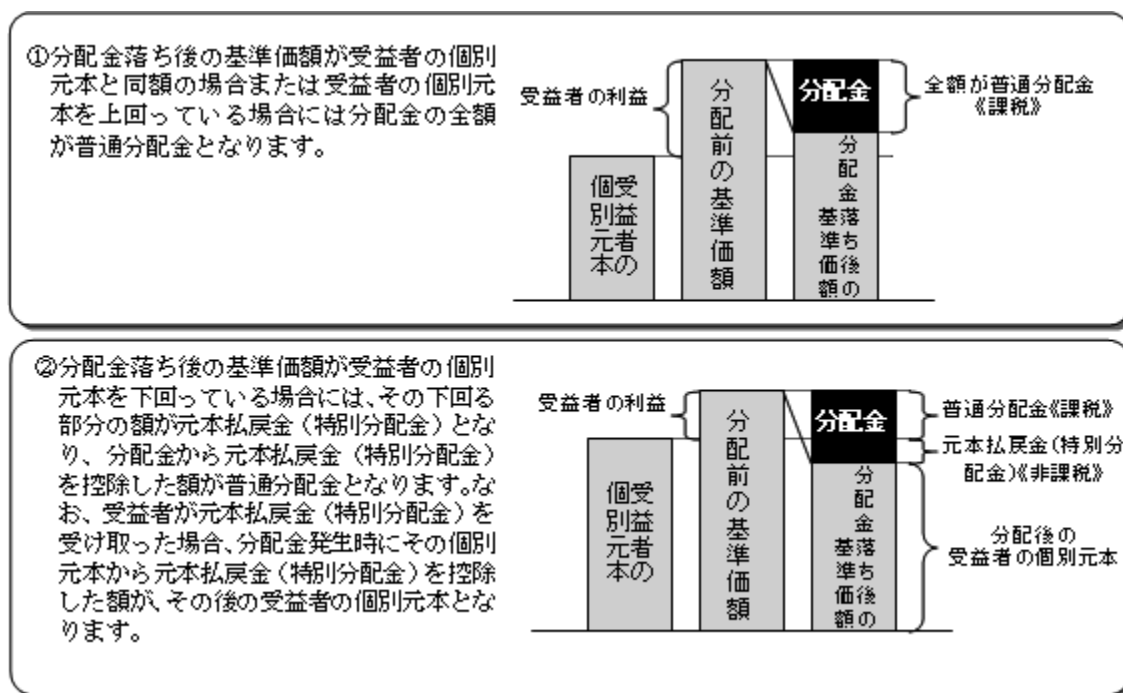 ①分配金落ち後の基準価額が受益者の個別
元本と同額の場合または受益者の個別元
本を上回っている場合には分配金の全額
が普通分配金となります。
受益者の利益
受益者の
個別元本
分配前の基準価額
分配金
分配金落ち後の
基準価額
全額が普通分配金
《課税》
②分配金落ち後の基準価額が受益者の個別
元本を下回っている場合には、その下回る
部分の額が元本払戻金（特別分配金）とな
り、分配金から元本払戻金（特別分配金）
を控除した額が普通分配金となります。な
お、受益者が元本払戻金（特別分配金）を
受け取った場合、分配金発生時にその個別
元本から元本払戻金（特別分配金）を控除
した額が、その後の受益者の個別元本とな
ります。
受益者の利益
受益者の
個別元本
分配前の基準価額
分配金
分配金落ち後の
基準価額
普通分配金《課税》
元本払戻金(特別分
配金)《非課税》
分配後の
受益者の個別元本